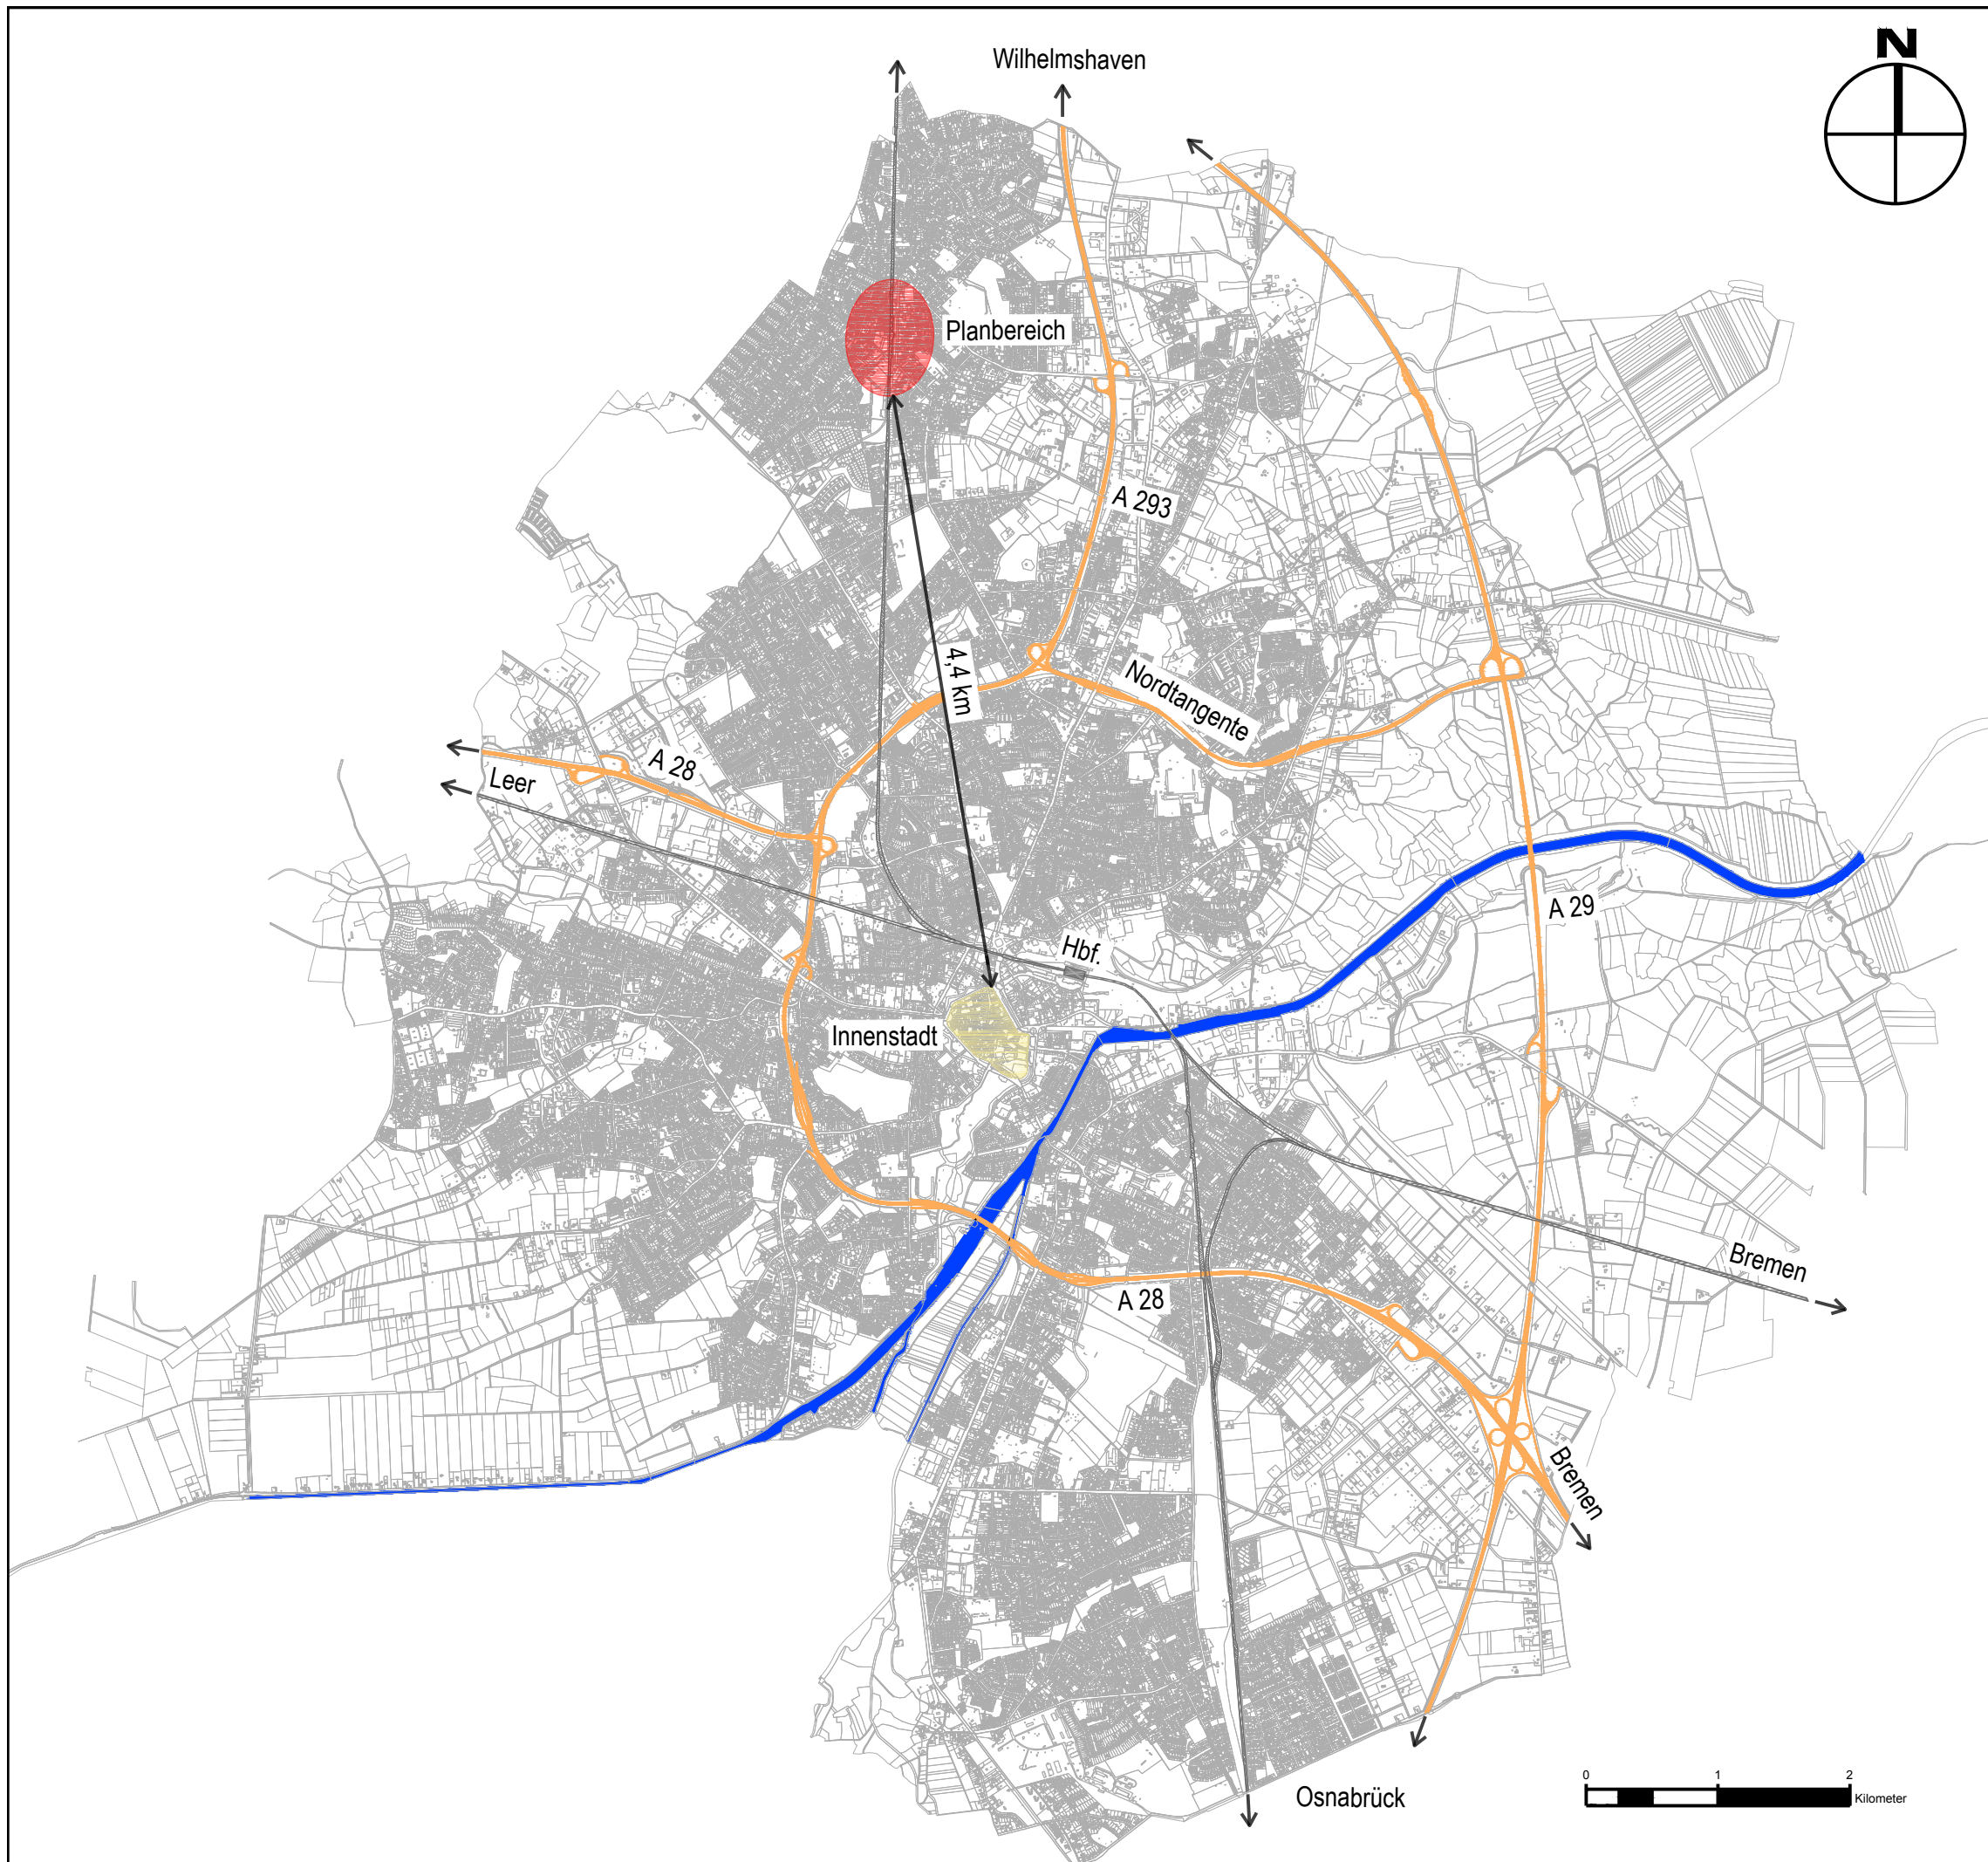 N
Wilhelmshaven
Planbereich
A 293
4,4 km
Nordtangente
A 28
Leer
A 29
Hbf.
Innenstadt
Bremen
A 28
Bremen
Osnabrück
0 1 2
Kilometer